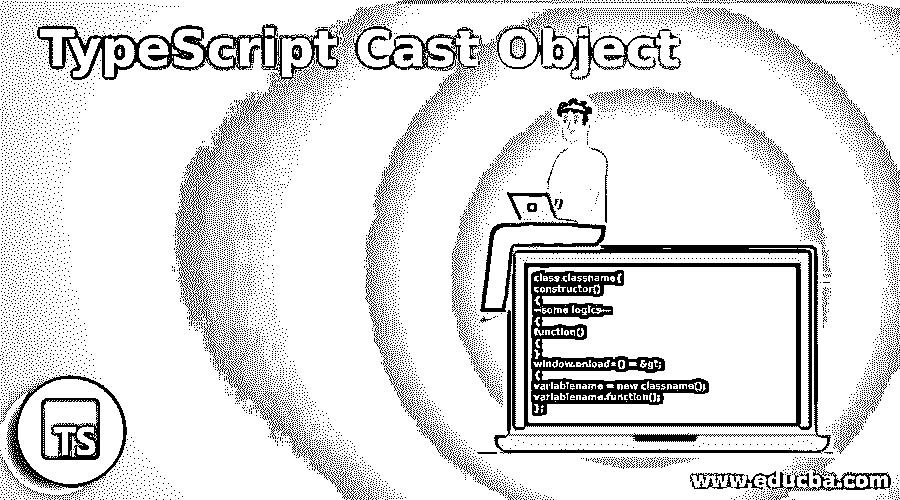 TypeScript Cast Object
class classname{
constructor()
{
--some logics---
{
function()
{
}
window.onload=() = &gt;
{
variablename = new classname();
variablename.function();
};
TS
www.educba.com